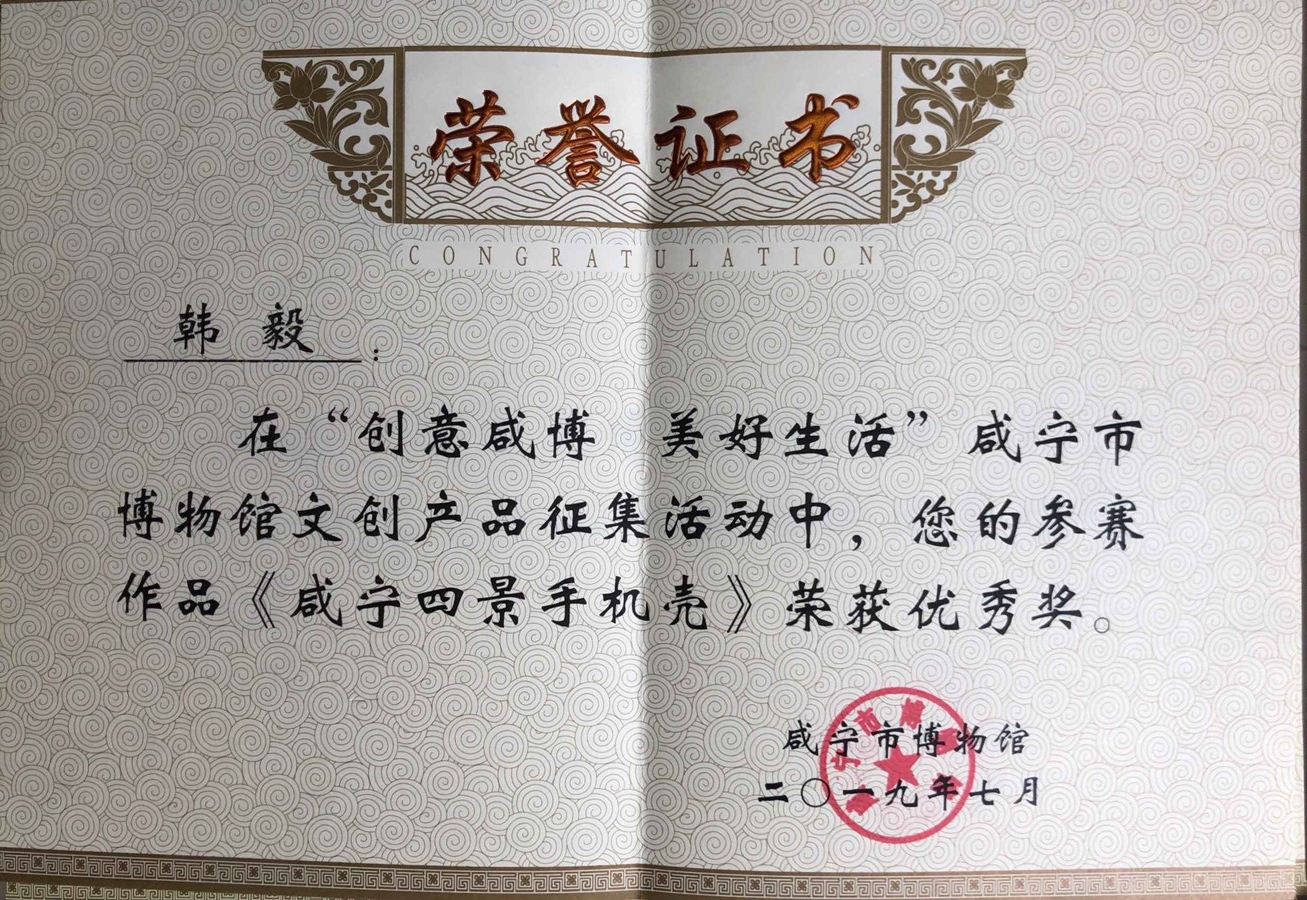 荣誉证书
CONGRATULATION
韩 毅：
在“创意咸博 美好生活”咸宁市
博物馆文创产品征集活动中，您的参赛
作品《咸宁四景手机壳》荣获优秀奖。
咸宁市博物馆
二〇一九年七月